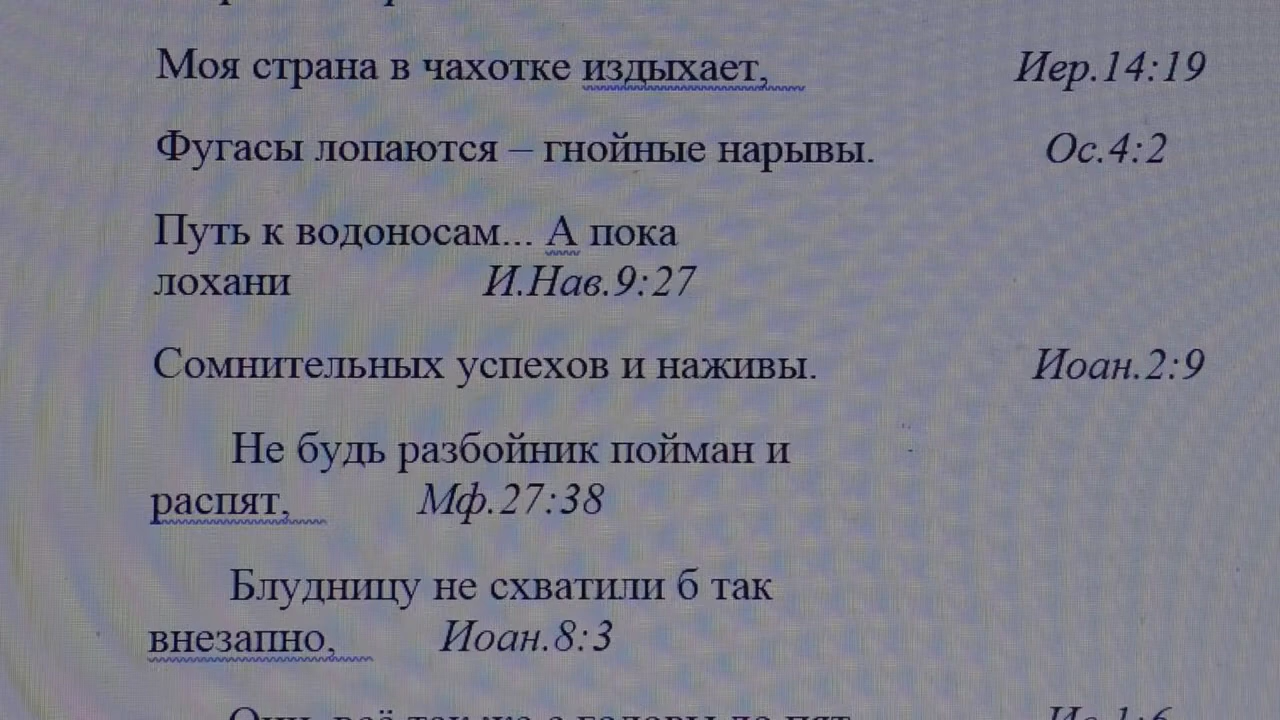 Моя страна в чахотке издыхает, Иер.14:19
Фугасы лопаются – гнойные нарывы. Ос.4:2
Путь к водоносам... А пока
лохани И.Нав.9:27
Сомнительных успехов и наживы. Иоан.2:9
Не будь разбойник пойман и
распят, Мф.27:38
Блудницу не схватили б так
внезапно, Иоан.8:3